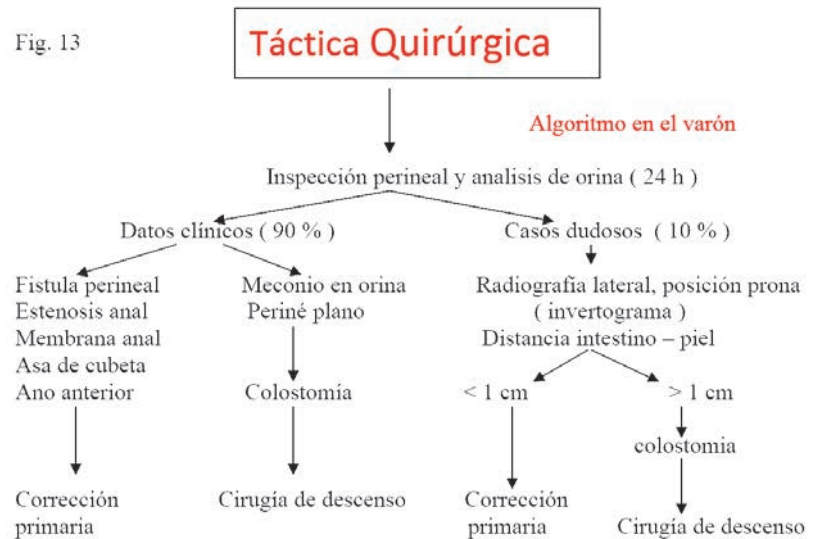 Fig. 13
Táctica Quirúrgica
Algoritmo en el varón
Inspección perineal y analisis de orina ( 24 h )
Datos clínicos ( 90 % )
Casos dudosos ( 10 % )
Fistula perineal
Estenosis anal
Membrana anal
Asa de cubeta
Ano anterior
Meconio en orina
Periné plano
Radiografía lateral, posición prona
( invertograma )
Distancia intestino – piel
Colostomía
< 1 cm
> 1 cm
colostomia
Corrección
primaria
Cirugía de descenso
Corrección
primaria
Cirugía de descenso